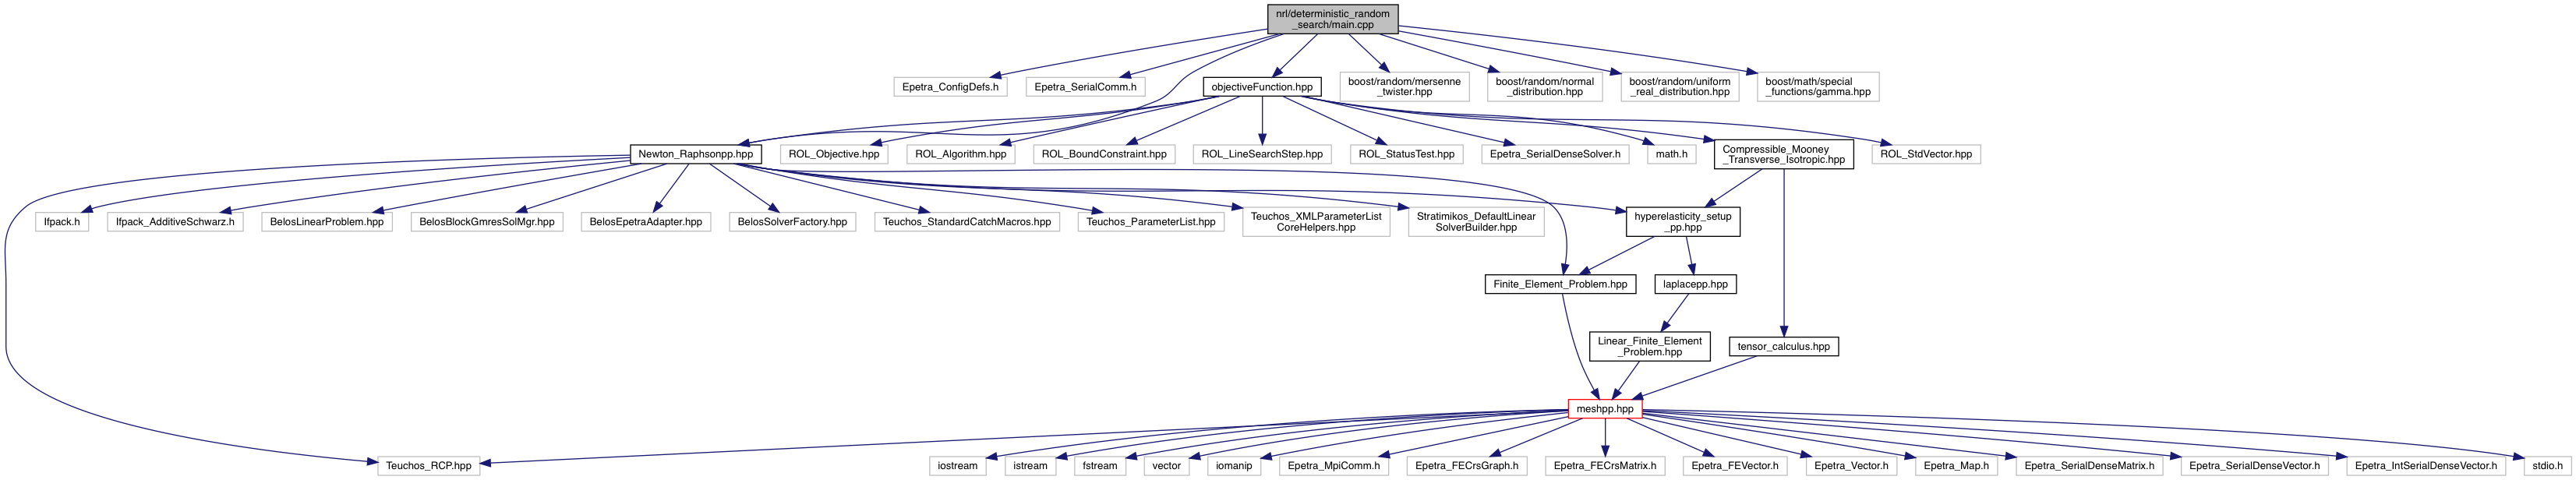 nrl/deterministic_random
_search/main.cpp
Epetra_ConfigDefs.h
Epetra_SerialComm.h
objectiveFunction.hpp
boost/random/mersenne
_twister.hpp
boost/random/normal
_distribution.hpp
boost/random/uniform
_real_distribution.hpp
boost/math/special
_functions/gamma.hpp
Newton_Raphsonpp.hpp
ROL_Objective.hpp
ROL_Algorithm.hpp
ROL_BoundConstraint.hpp
ROL_LineSearchStep.hpp
ROL_StatusTest.hpp
Epetra_SerialDenseSolver.h
math.h
Compressible_Mooney
_Transverse_Isotropic.hpp
ROL_StdVector.hpp
Ifpack.h
Ifpack_AdditiveSchwarz.h
BelosLinearProblem.hpp
BelosBlockGmresSolMgr.hpp
BelosEpetraAdapter.hpp
BelosSolverFactory.hpp
Teuchos_StandardCatchMacros.hpp
Teuchos_ParameterList.hpp
Teuchos_XMLParameterList
CoreHelpers.hpp
Stratimikos_DefaultLinear
SolverBuilder.hpp
hyperelasticity_setup
_pp.hpp
Finite_Element_Problem.hpp
laplacepp.hpp
Linear_Finite_Element
_Problem.hpp
tensor_calculus.hpp
meshpp.hpp
Teuchos_RCP.hpp
iostream
istream
fstream
vector
iomanip
Epetra_MpiComm.h
Epetra_FECrsGraph.h
Epetra_FECrsMatrix.h
Epetra_FEVector.h
Epetra_Vector.h
Epetra_Map.h
Epetra_SerialDenseMatrix.h
Epetra_SerialDenseVector.h
Epetra_IntSerialDenseVector.h
stdio.h